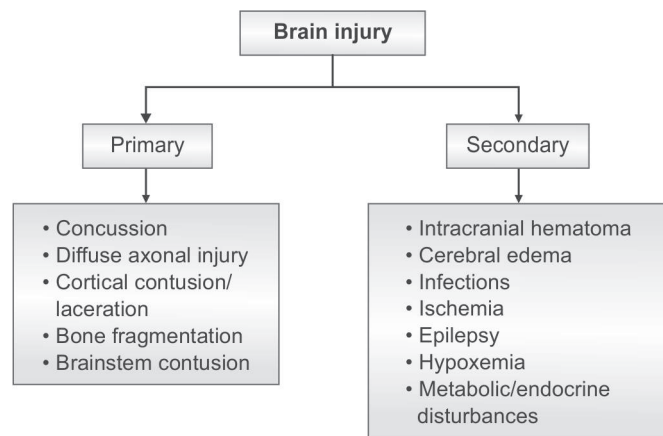 Brain injury
Primary
Secondary
• Concussion
• Diffuse axonal injury
• Cortical contusion/
laceration
• Bone fragmentation
• Brainstem contusion
• Intracranial hematoma
• Cerebral edema
• Infections
• Ischemia
• Epilepsy
• Hypoxemia
• Metabolic/endocrine
disturbances